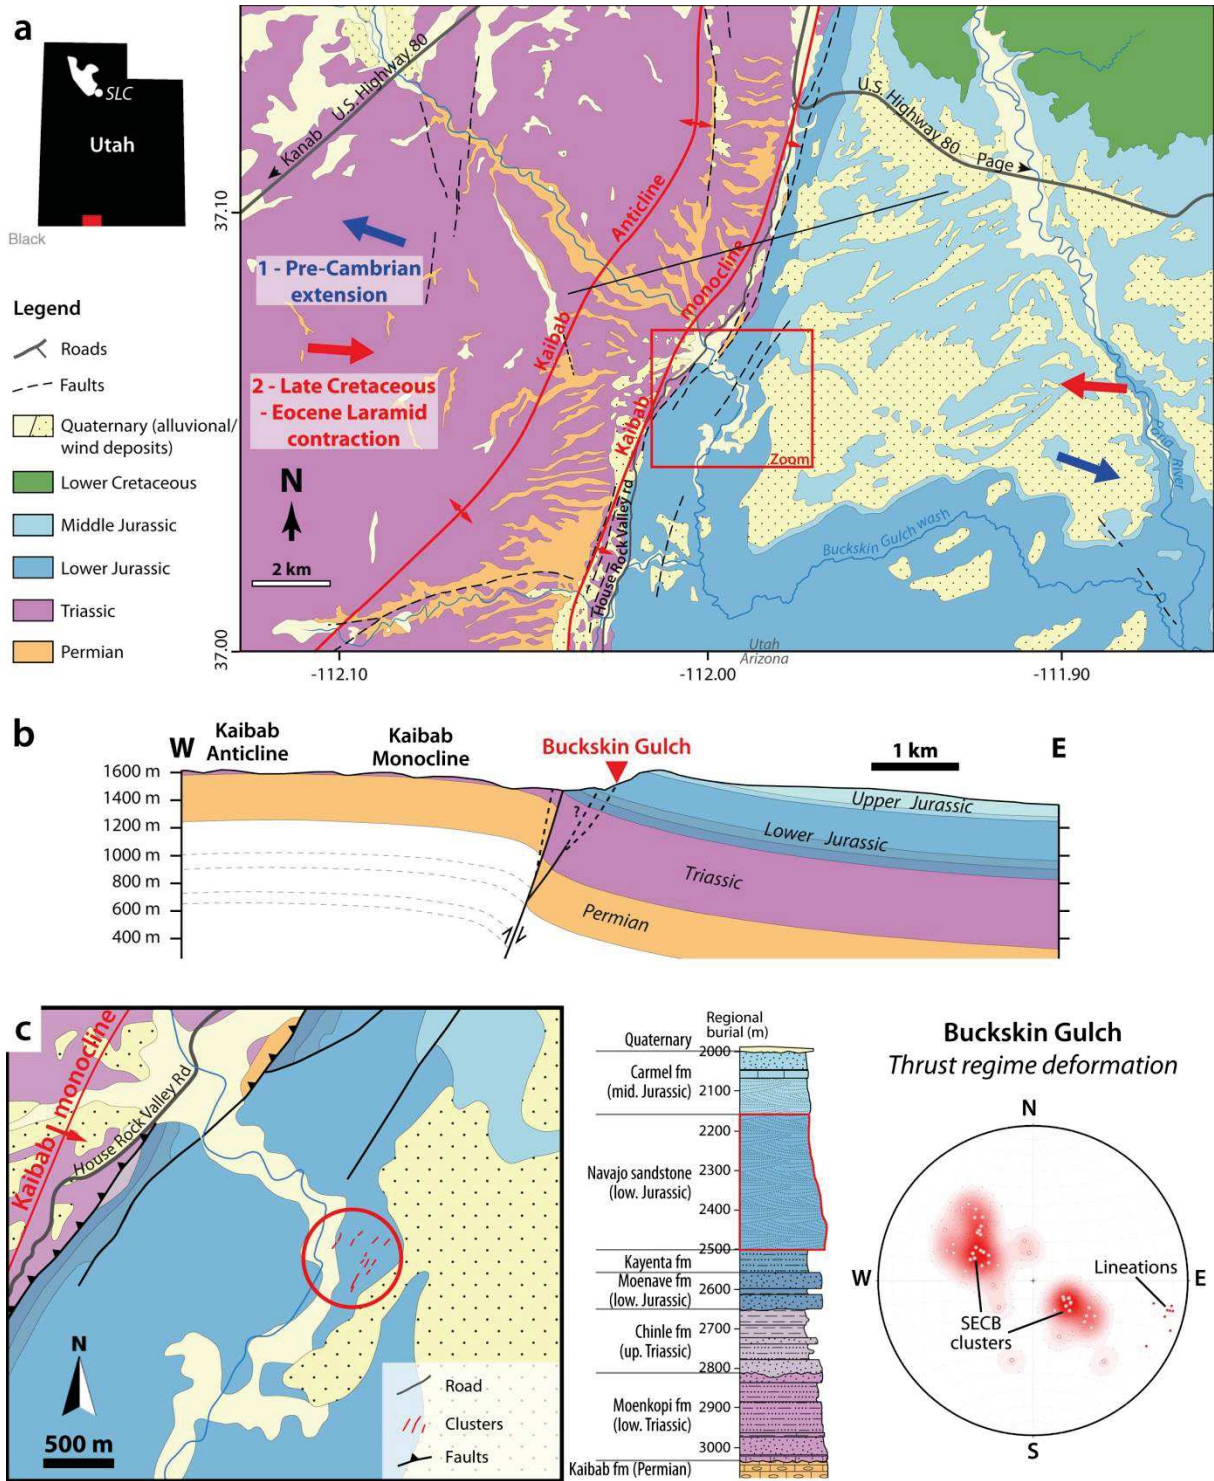 a
SLC
Utah
Black
Legend
Roads
Faults
Quaternary (alluvional/
wind deposits)
Lower Cretaceous
Middle Jurassic
Lower Jurassic
Triassic
Permian
37.10
37.00
Kanab U.S. Highway 80
U.S. Highway 80 Page
1 - Pre-Cambrian
extension
2 - Late Cretaceous
- Eocene Laramid
contraction
N
2 km
Kaibab Anticline
Kaibab monocline
House Rock Valley rd
Zoom
Paria River
Buckskin Gulch wash
Utah
Arizona
-112.10
-112.00
-111.90
b
W
Kaibab
Anticline
Kaibab
Monocline
Buckskin Gulch
1 km
E
1600 m
1400 m
1200 m
1000 m
800 m
600 m
400 m
?
?
Upper Jurassic
Lower Jurassic
Triassic
Permian
c
Kaibab monocline
House Rock Valley Rd
N
500 m
Road
Clusters
Faults
Regional
burial (m)
Quaternary
Carmel fm
(mid. Jurassic)
Navajo sandstone
(low. Jurassic)
Kayenta fm
Moenave fm
(low. Jurassic)
Chinle fm
(up. Triassic)
Moenkopi fm
(low. Triassic)
Kaibab fm (Permian)
2000
2100
2200
2300
2400
2500
2600
2700
2800
2900
3000
Buckskin Gulch
Thrust regime deformation
N
W
E
S
Lineations
SECB
clusters